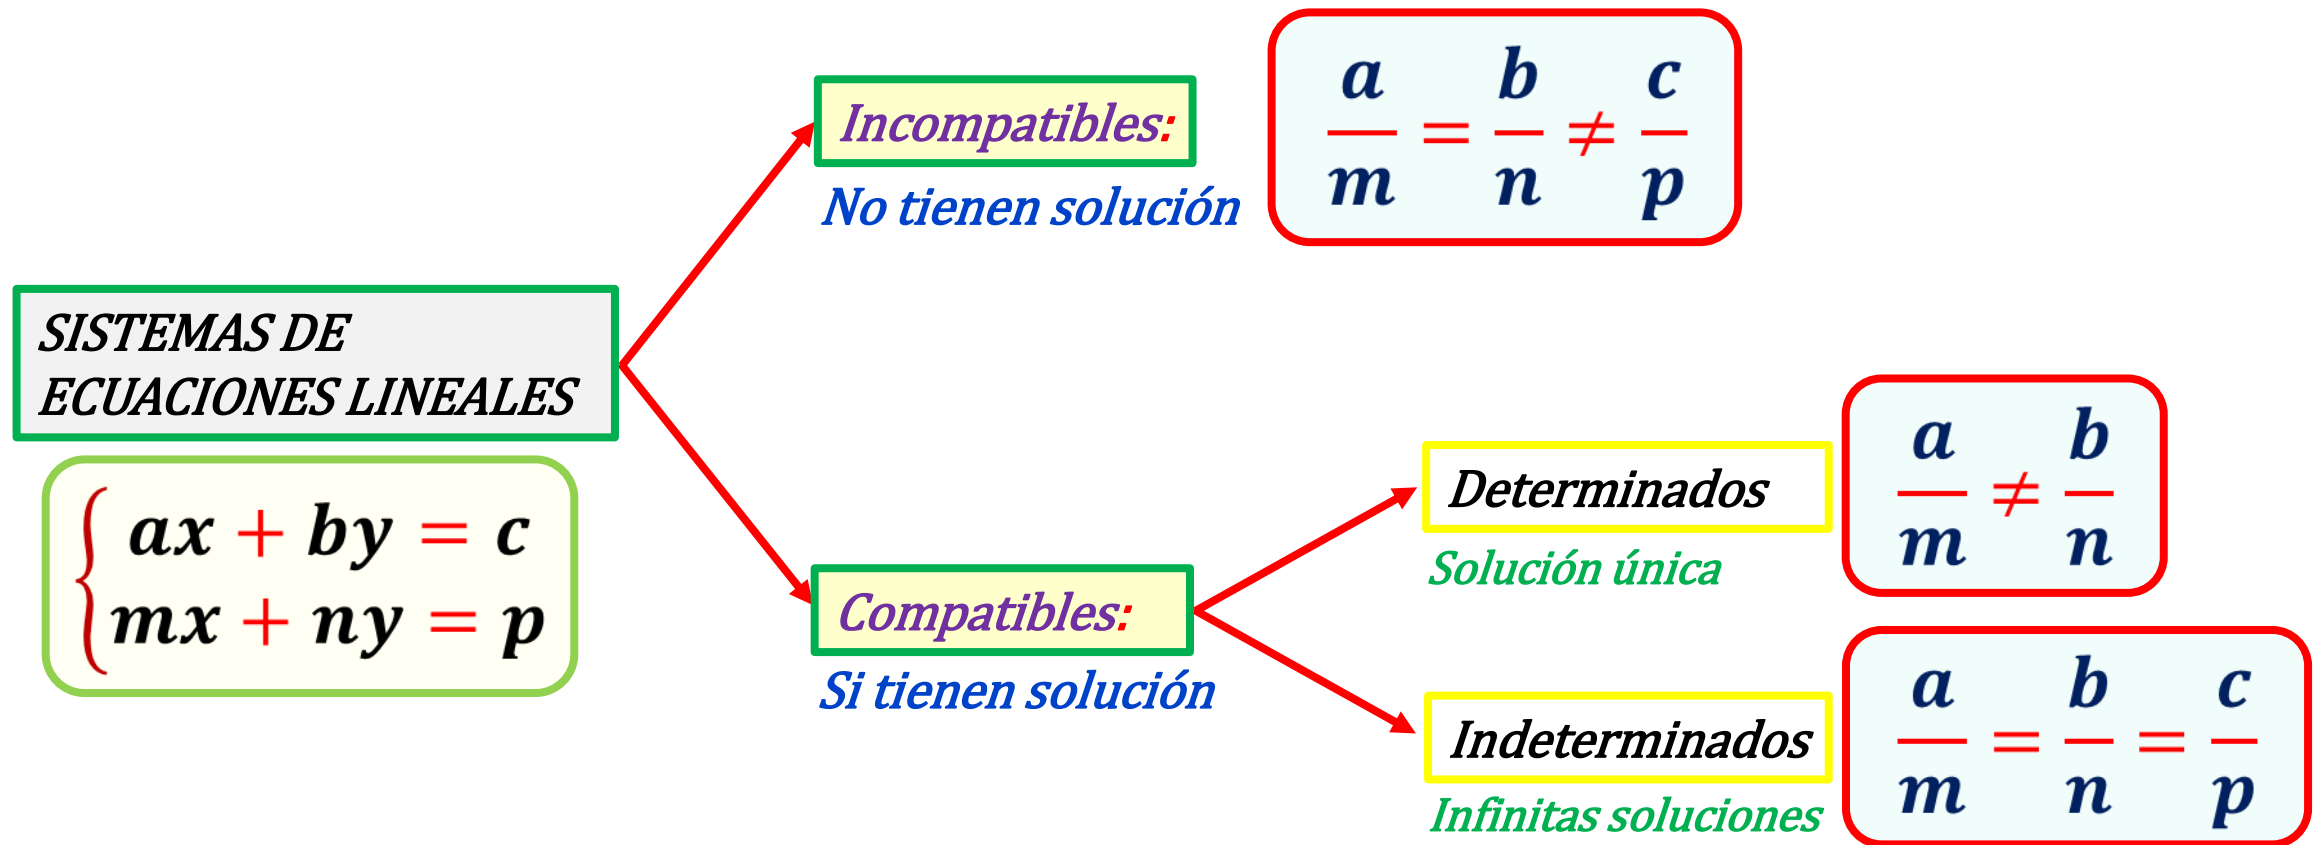 SISTEMAS DE
ECUACIONES LINEALES
ax + by = c
mx + ny = p
Incompatibles:
No tienen solución
a/m = b/n ≠ c/p
Compatibles:
Si tienen solución
Determinados
Solución única
a/m ≠ b/n
Indeterminados
Infinitas soluciones
a/m = b/n = c/p